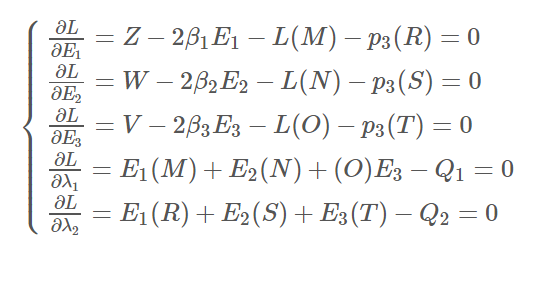 ∂L/∂E₁ = Z − 2β₁E₁ − L(M) − p₃(R) = 0
∂L/∂E₂ = W − 2β₂E₂ − L(N) − p₃(S) = 0
∂L/∂E₃ = V − 2β₃E₃ − L(O) − p₃(T) = 0
∂L/∂λ₁ = E₁(M) + E₂(N) + (O)E₃ − Q₁ = 0
∂L/∂λ₂ = E₁(R) + E₂(S) + E₃(T) − Q₂ = 0